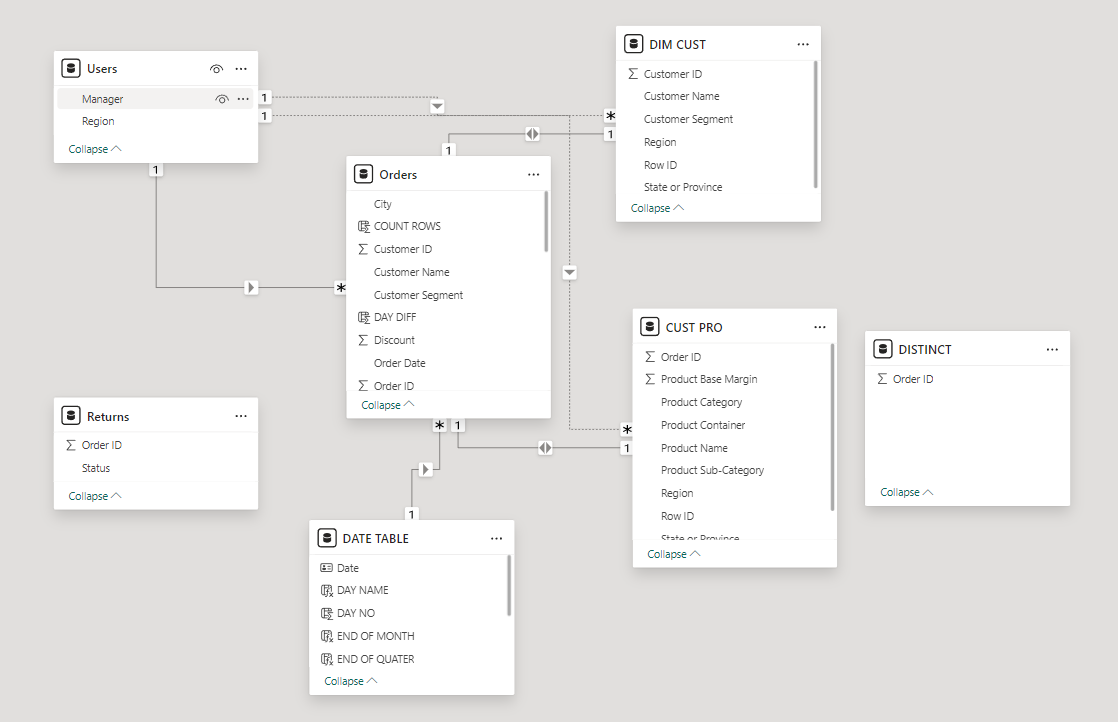 Users
Manager
Region
Collapse
1
1
1
DIM CUST
Customer ID
Customer Name
Customer Segment
Region
Row ID
State or Province
Collapse
*
1
1
Orders
City
COUNT ROWS
Customer ID
Customer Name
Customer Segment
DAY DIFF
Discount
Order Date
Order ID
Collapse
*
* 1
CUST PRO
Order ID
Product Base Margin
Product Category
Product Container
Product Name
Product Sub-Category
Region
Row ID
State or Province
Collapse
*
1
DISTINCT
Order ID
Collapse
Returns
Order ID
Status
Collapse
1
DATE TABLE
Date
DAY NAME
DAY NO
END OF MONTH
END OF QUATER
Collapse